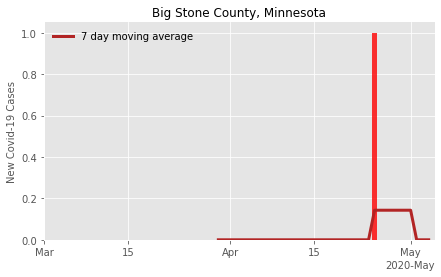 Big Stone County, Minnesota
7 day moving average
New Covid-19 Cases
1.0
0.8
0.6
0.4
0.2
0.0
Mar 15 Apr 15 May
2020-May